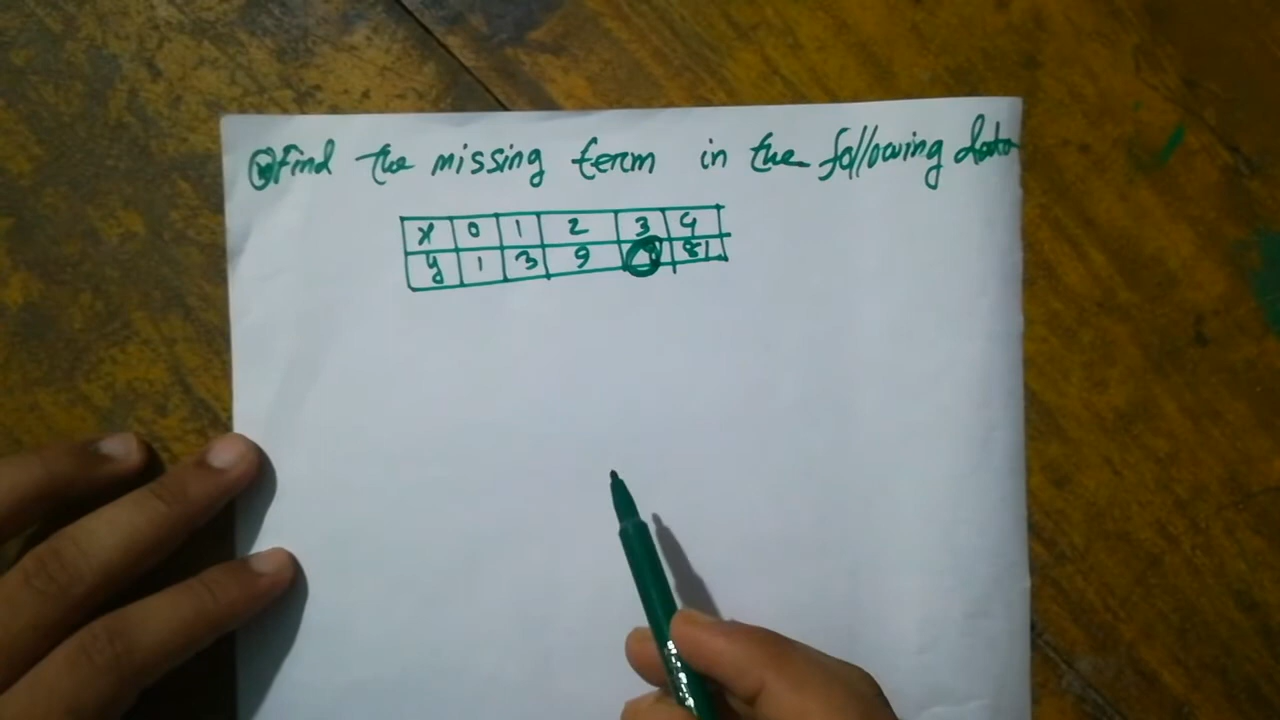 Find the missing term in the following data
x 0 1 2 3 4
y 1 3 9 81